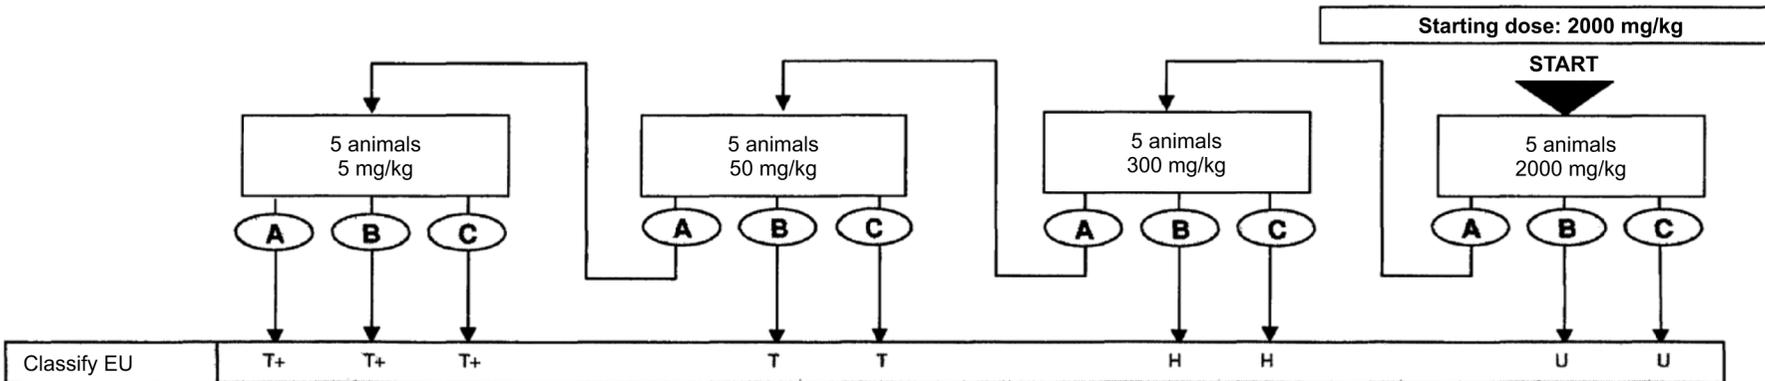 Starting dose: 2000 mg/kg
START
5 animals
5 mg/kg
5 animals
50 mg/kg
5 animals
300 mg/kg
5 animals
2000 mg/kg
A B C A B C A B C A B C
Classify EU T+ T+ T+ T T H H U U